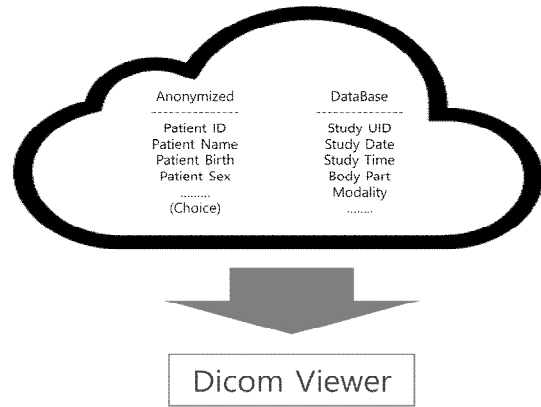 Anonymized
--------------------
Patient ID
Patient Name
Patient Birth
Patient Sex
.........
(Choice)
DataBase
--------------------
Study UID
Study Date
Study Time
Body Part
Modality
........
Dicom Viewer